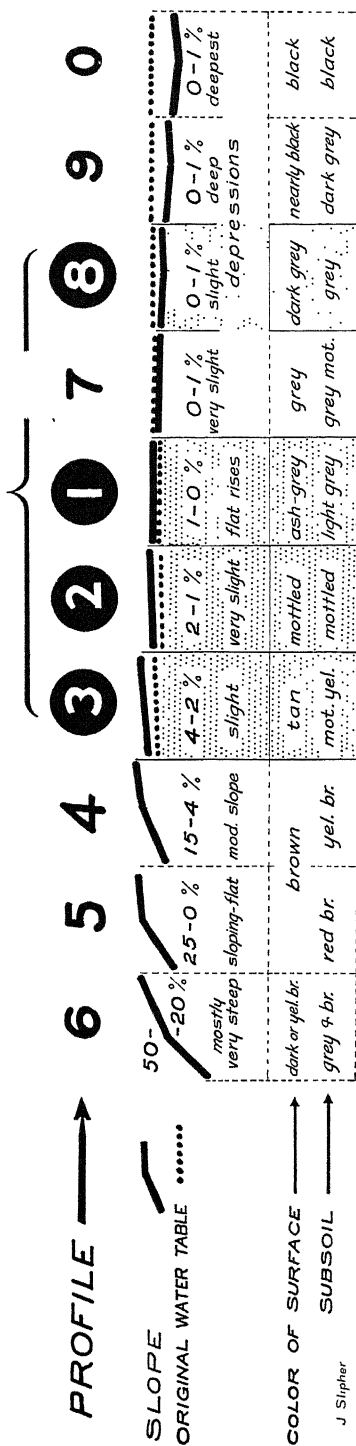 PROFILE → 6 5 4 3 2 1 7 8 9 0
SLOPE
ORIGINAL WATER TABLE
50-
-20% 25-0% 15-4% 4-2% 2-1% 1-0% 0-1% 0-1% 0-1% 0-1%
mostly
very steep sloping-flat mod. slope slight very slight flat rises very slight slight deep deepest
depressions
COLOR OF SURFACE → dark or yel. br. brown tan mottled ash-grey grey dark grey nearly black black
SUBSOIL → grey & br. red br. yel. br. mot. yel. mottled light grey grey mot. grey dark grey black
J Slipher